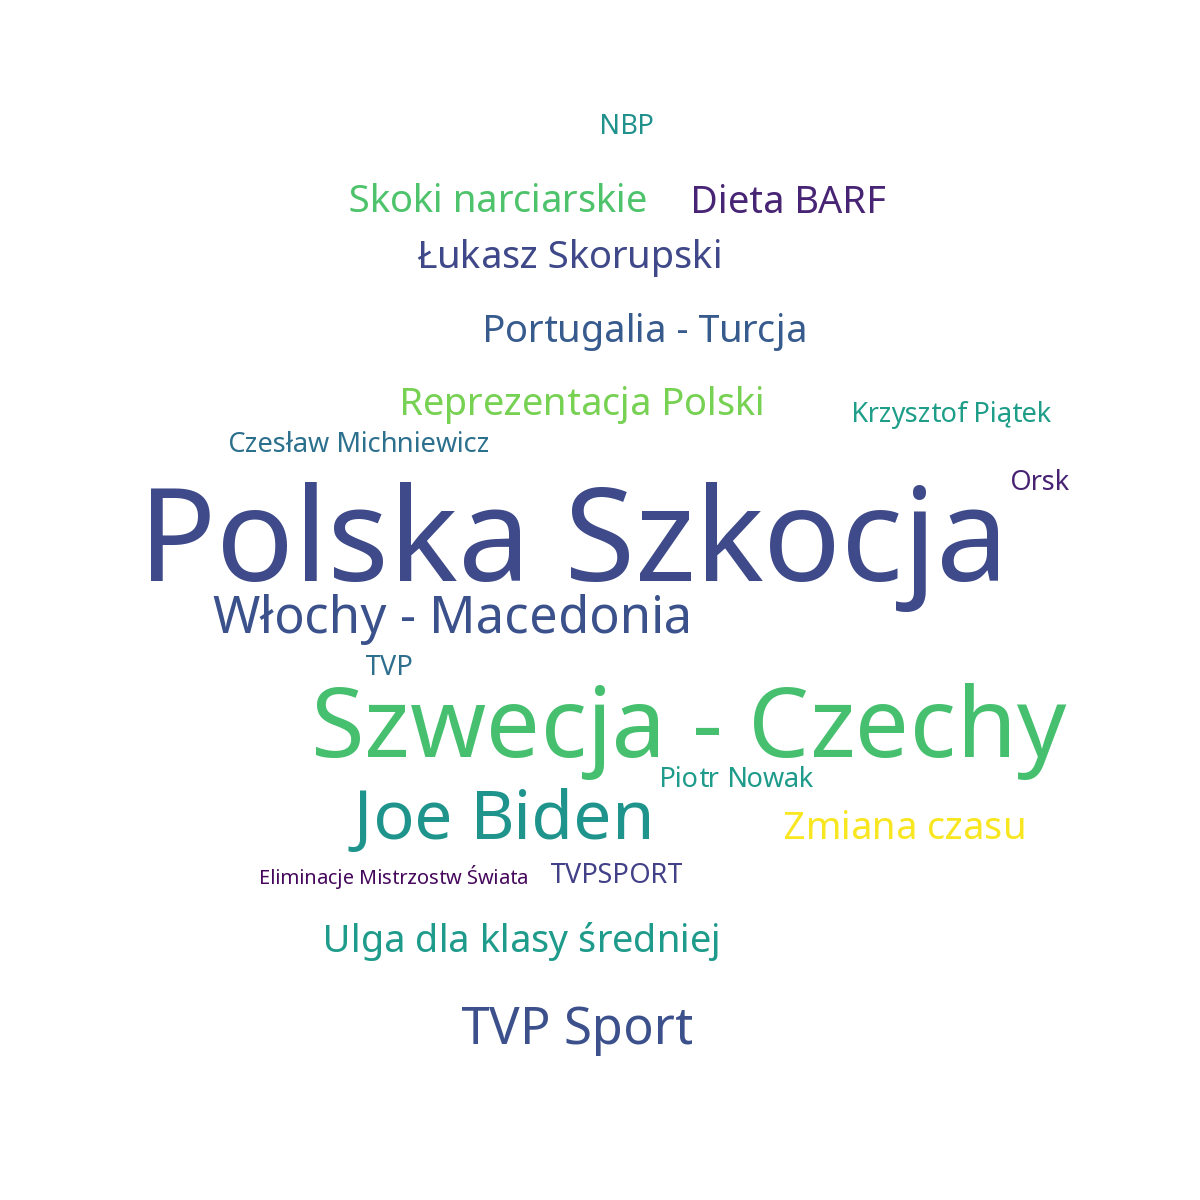 NBP
Skoki narciarskie
Dieta BARF
Łukasz Skorupski
Portugalia - Turcja
Reprezentacja Polski
Krzysztof Piątek
Czesław Michniewicz
Orsk
Polska Szkocja
Włochy - Macedonia
TVP
Szwecja - Czechy
Piotr Nowak
Joe Biden
Zmiana czasu
Eliminacje Mistrzostw Świata
TVPSPORT
Ulga dla klasy średniej
TVP Sport